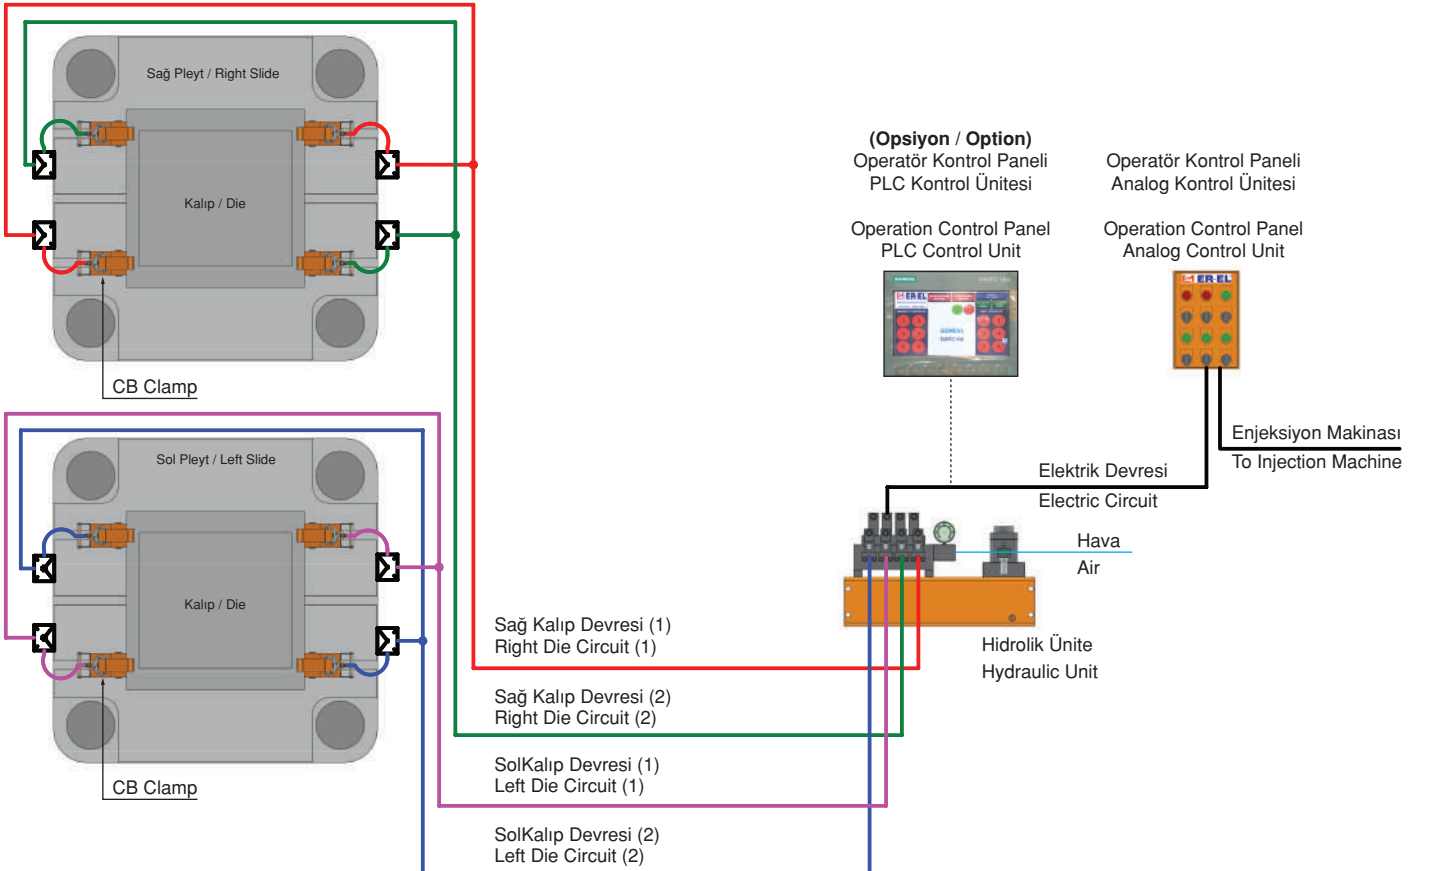 Sağ Pleyt / Right Slide
Kalıp / Die
CB Clamp
Sol Pleyt / Left Slide
Kalıp / Die
CB Clamp
(Opsiyon / Option)
Operatör Kontrol Paneli
PLC Kontrol Ünitesi
Operation Control Panel
PLC Control Unit
Operatör Kontrol Paneli
Analog Kontrol Ünitesi
Operation Control Panel
Analog Control Unit
SIEMENS
ER-EL
SIEMENS
ER-EL
Enjeksiyon Makinası
To Injection Machine
Elektrik Devresi
Electric Circuit
Hava
Air
Hidrolik Ünite
Hydraulic Unit
Sağ Kalıp Devresi (1)
Right Die Circuit (1)
Sağ Kalıp Devresi (2)
Right Die Circuit (2)
SolKalıp Devresi (1)
Left Die Circuit (1)
SolKalıp Devresi (2)
Left Die Circuit (2)